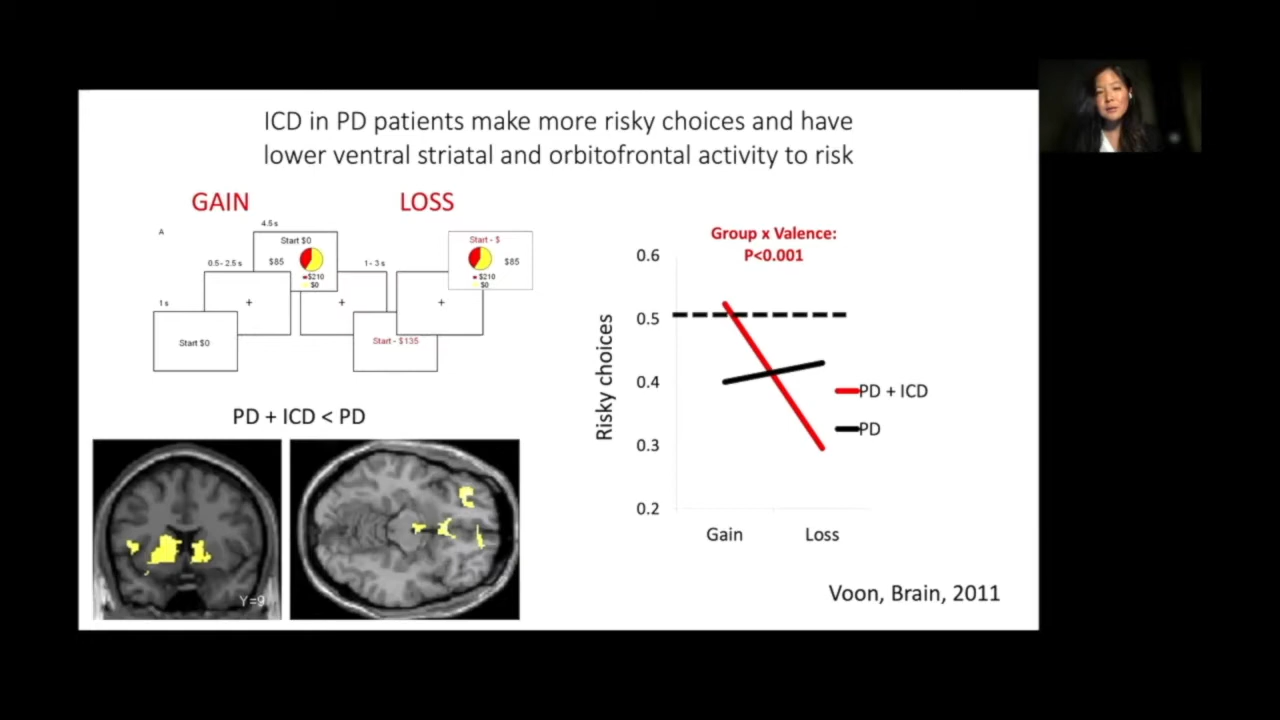 ICD in PD patients make more risky choices and have
lower ventral striatal and orbitofrontal activity to risk
GAIN
LOSS
A
4.5 s
Start $0
$85
$210
$0
0.5 - 2.5 s
+
1 s
Start $0
1 - 3 s
+
Start - $135
+
Start - $
$85
$210
$0
PD + ICD < PD
Y=9
Group x Valence:
P<0.001
Risky choices
0.6
0.5
0.4
0.3
0.2
Gain
Loss
PD + ICD
PD
Voon, Brain, 2011